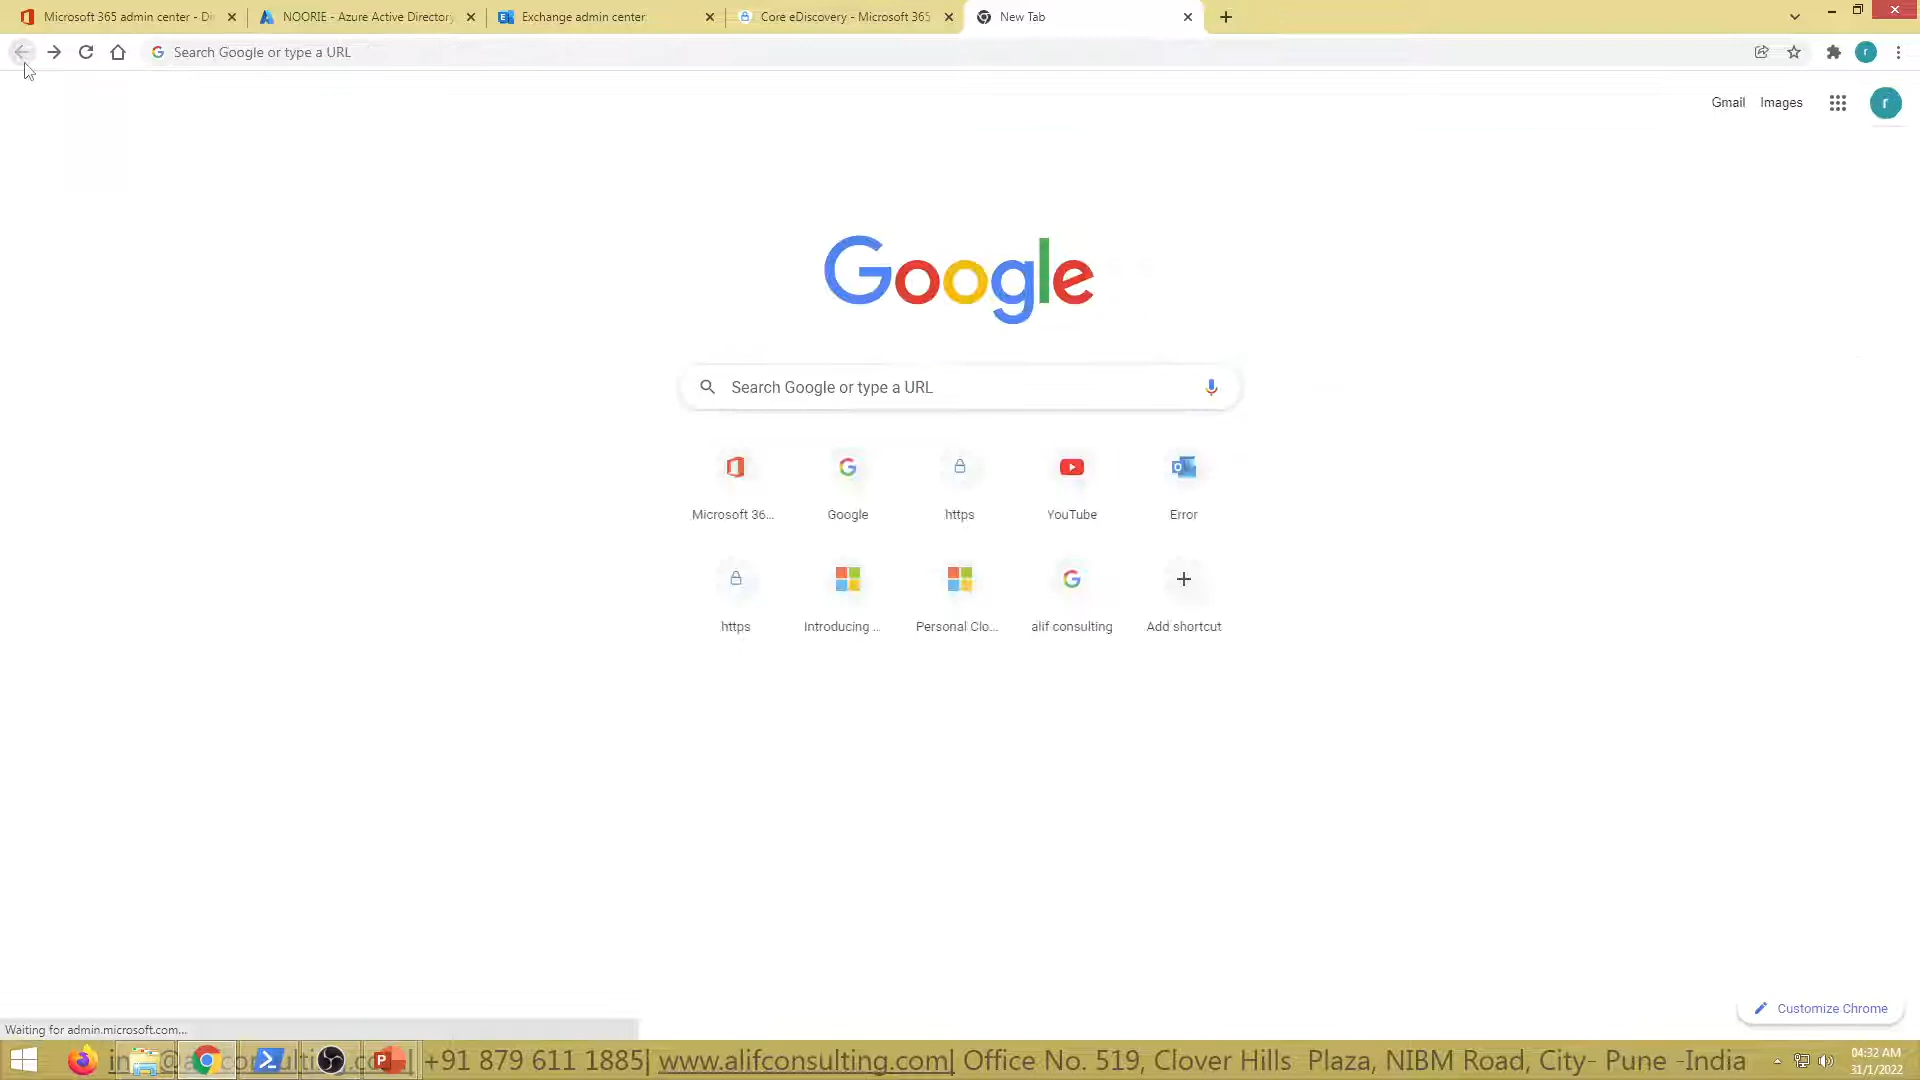 Microsoft 365 admin center - Di
NOORIE - Azure Active Directory
Exchange admin center
Core eDiscovery - Microsoft 365
New Tab
Search Google or type a URL
r
Gmail
Images
r
Google
Search Google or type a URL
Microsoft 36...
Google
https
YouTube
Error
https
Introducing ...
Personal Clo...
alif consulting
Add shortcut
Customize Chrome
Waiting for admin.microsoft.com...
+91 879 611 1885| www.alifconsulting.com| Office No. 519, Clover Hills Plaza, NIBM Road, City- Pune -India
04:32 AM
31/1/2022